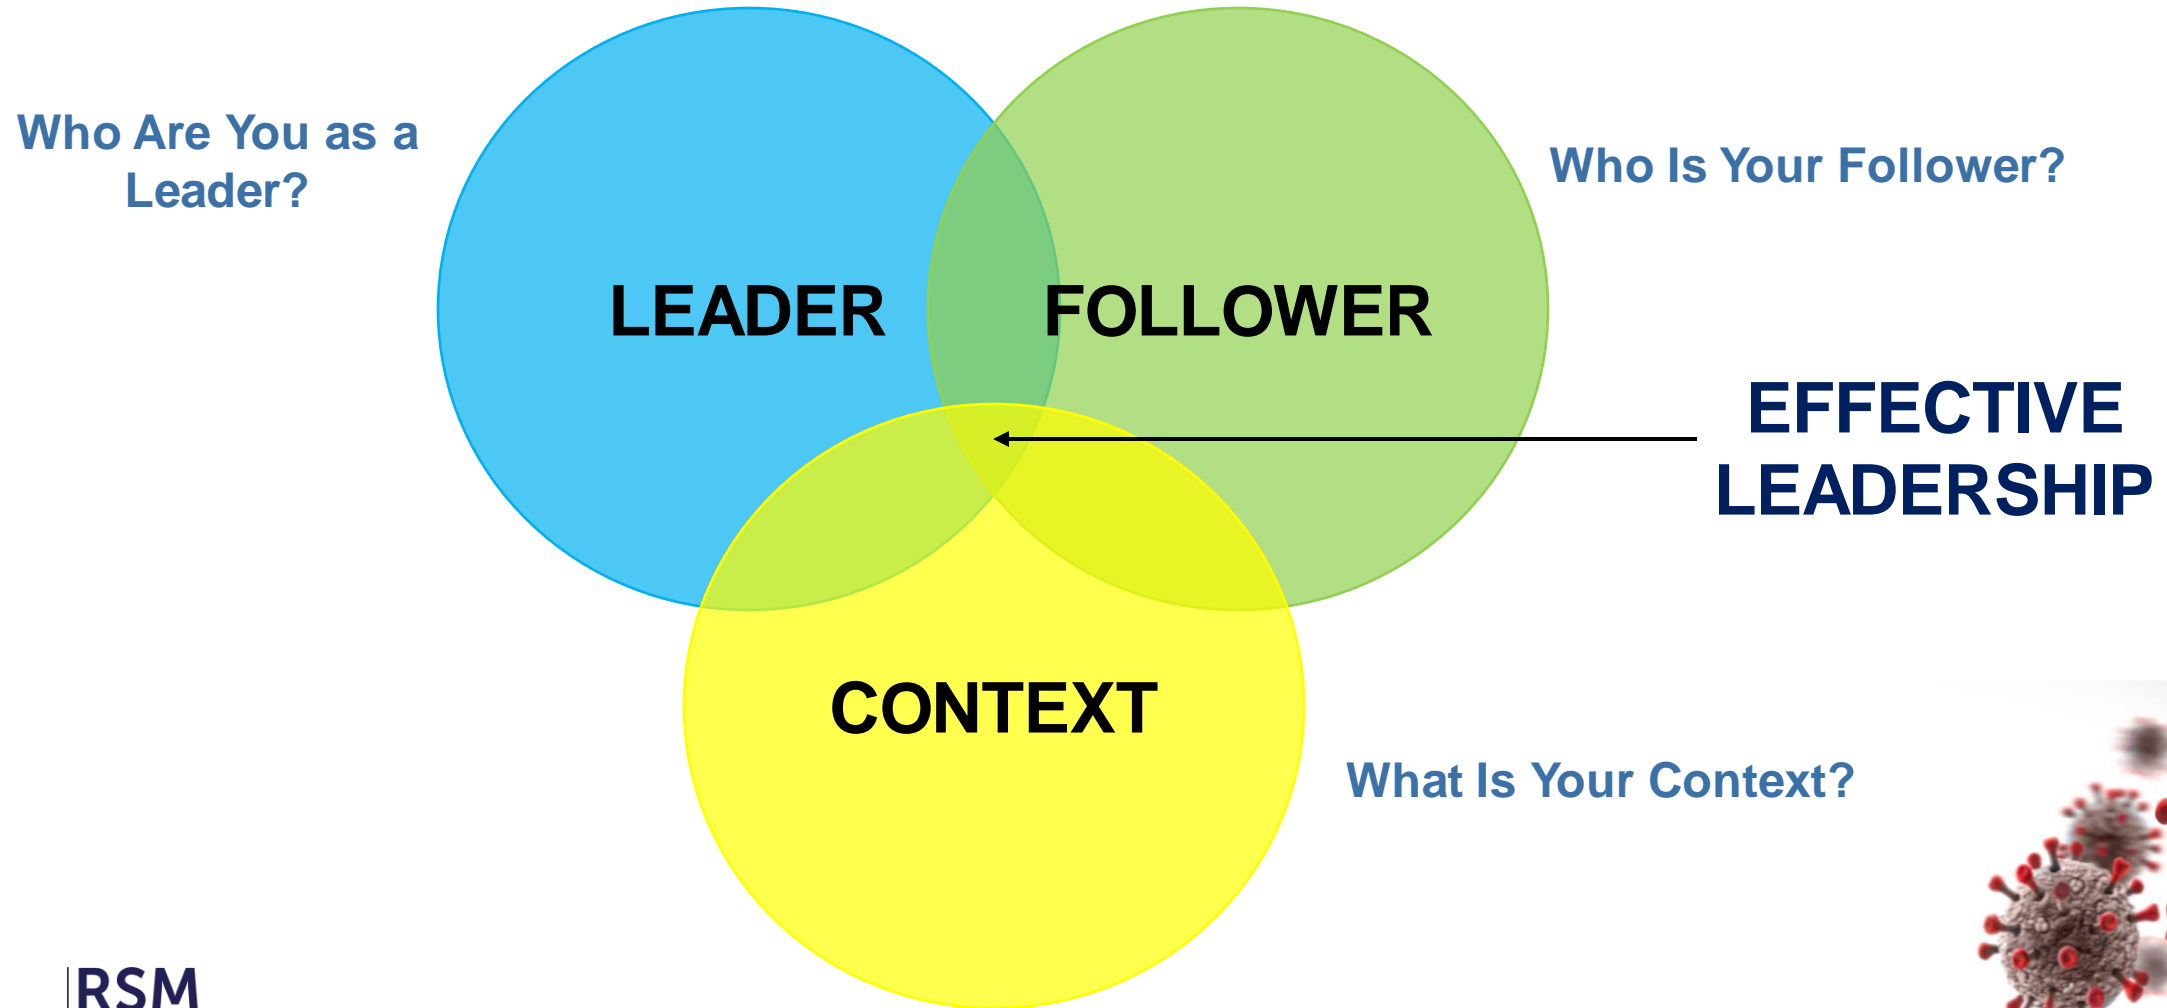 Who Are You as a
Leader?
Who Is Your Follower?
LEADER
FOLLOWER
EFFECTIVE
LEADERSHIP
CONTEXT
What Is Your Context?
RSM